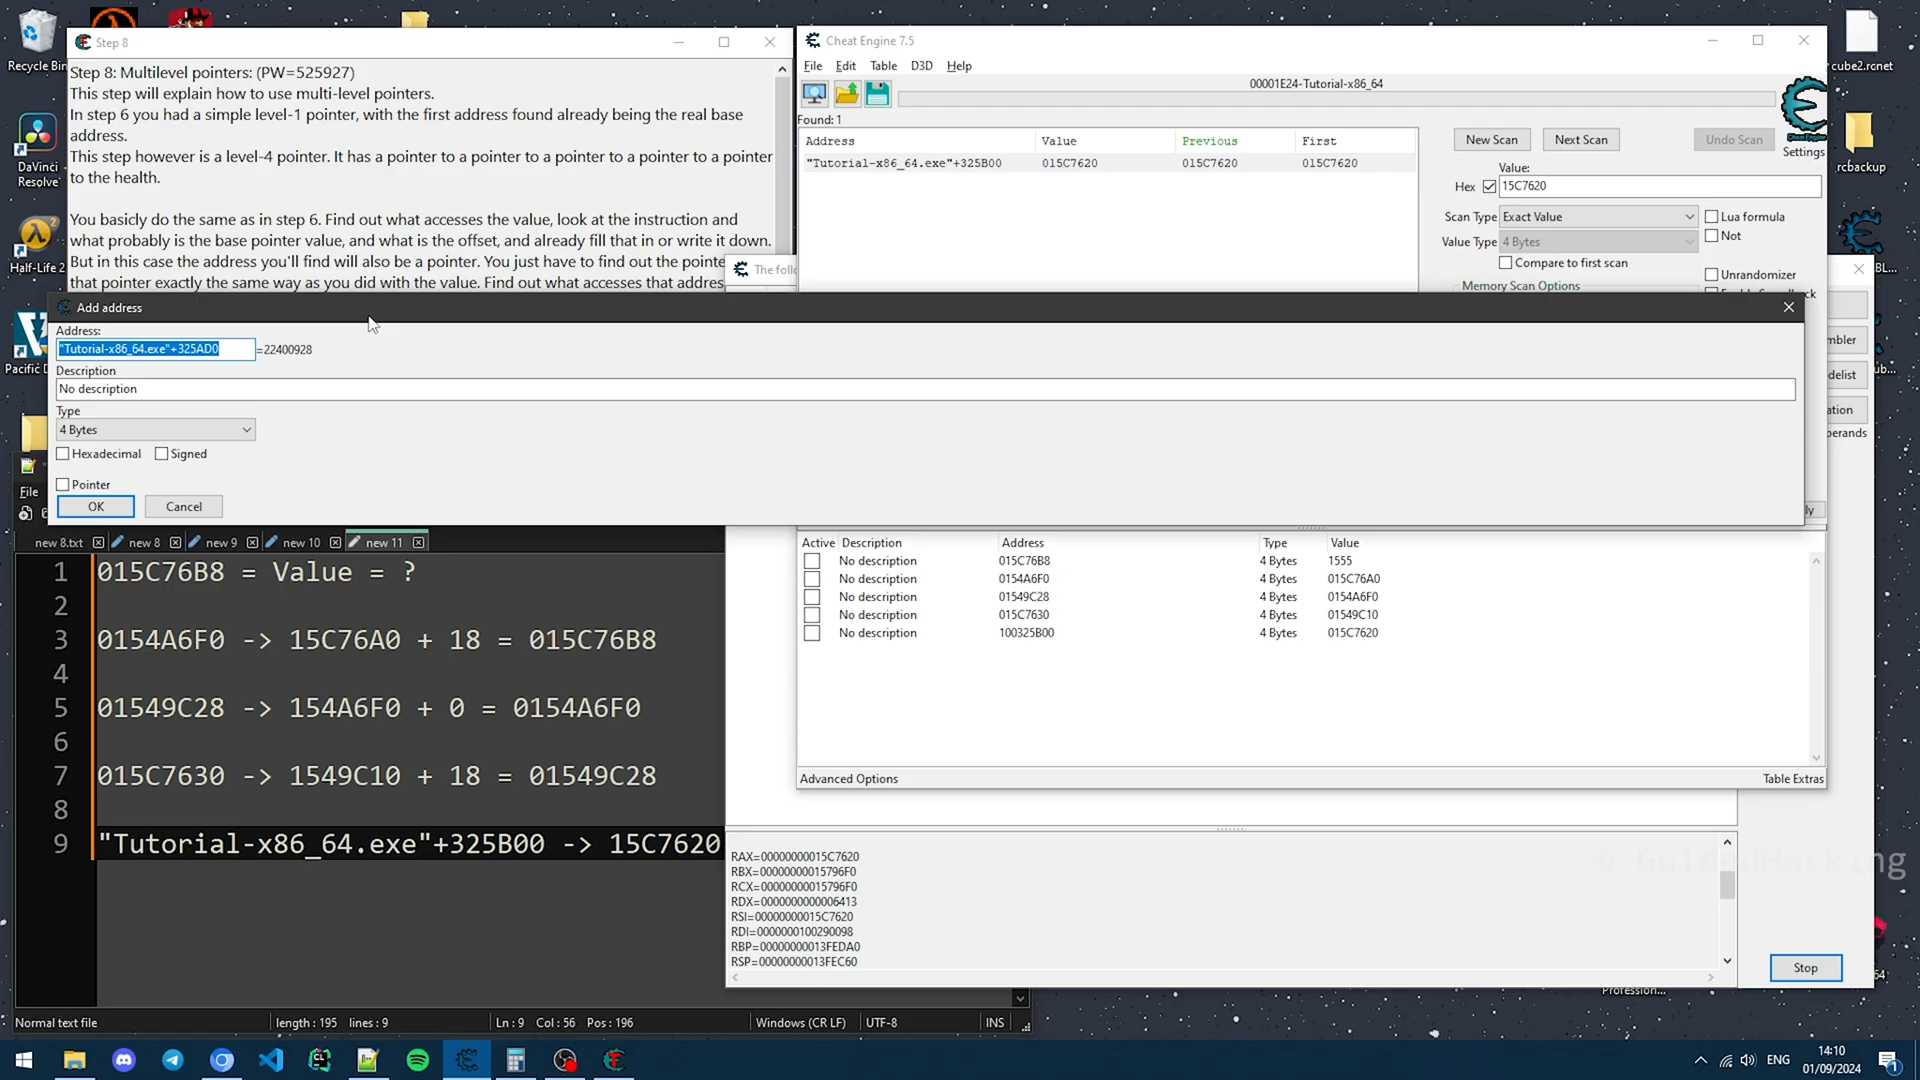 Recycle Bin
DaVinci
Resolve
Half-Life 2
Pacific D
Step 8
Step 8: Multilevel pointers: (PW=525927)
This step will explain how to use multi-level pointers.
In step 6 you had a simple level-1 pointer, with the first address found already being the real base
address.
This step however is a level-4 pointer. It has a pointer to a pointer to a pointer to a pointer to a pointer
to the health.
You basicly do the same as in step 6. Find out what accesses the value, look at the instruction and
what probably is the base pointer value, and what is the offset, and already fill that in or write it down.
But in this case the address you'll find will also be a pointer. You just have to find out the pointe
that pointer exactly the same way as you did with the value. Find out what accesses that addres
The follo
Cheat Engine 7.5
File Edit Table D3D Help
00001E24-Tutorial-x86_64
Found: 1
Address Value Previous First
"Tutorial-x86_64.exe"+325B00 015C7620 015C7620 015C7620
New Scan Next Scan Undo Scan
Cheat Engine
Settings
Value:
Hex 15C7620
Scan Type Exact Value Lua formula
Not
Value Type 4 Bytes
Compare to first scan
Unrandomizer
Memory Scan Options
cube2.rcnet
rcbackup
Add address
Address:
"Tutorial-x86_64.exe"+325AD0 =22400928
Description
No description
Type
4 Bytes
Hexadecimal Signed
Pointer
OK Cancel
mbler
delist
ation
perands
File
new 8.txt new 8 new 9 new 10 new 11
1 015C76B8 = Value = ?
2
3 0154A6F0 -> 15C76A0 + 18 = 015C76B8
4
5 01549C28 -> 154A6F0 + 0 = 0154A6F0
6
7 015C7630 -> 1549C10 + 18 = 01549C28
8
9 "Tutorial-x86_64.exe"+325B00 -> 15C7620
Normal text file length : 195 lines : 9 Ln : 9 Col : 56 Pos : 196 Windows (CR LF) UTF-8 INS
Active Description Address Type Value
No description 015C76B8 4 Bytes 1555
No description 0154A6F0 4 Bytes 015C76A0
No description 01549C28 4 Bytes 0154A6F0
No description 015C7630 4 Bytes 01549C10
No description 100325B00 4 Bytes 015C7620
Advanced Options Table Extras
RAX=00000000015C7620
RBX=00000000015796F0
RCX=00000000015796F0
RDX=0000000000006413
RSI=00000000015C7620
RDI=0000000100290098
RBP=00000000013FEDA0
RSP=00000000013FEC60
© GuidedHacking
Stop
Profession...
ENG
14:10
01/09/2024